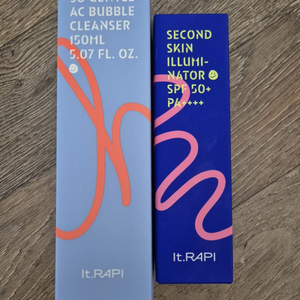 AC BUBBLE
CLEANSER
150ML
5.07 FL. OZ.
It.RAPI
SECOND
SKIN
ILLUMI-
NATOR
SPF 50+
PA++++
It.RAPI